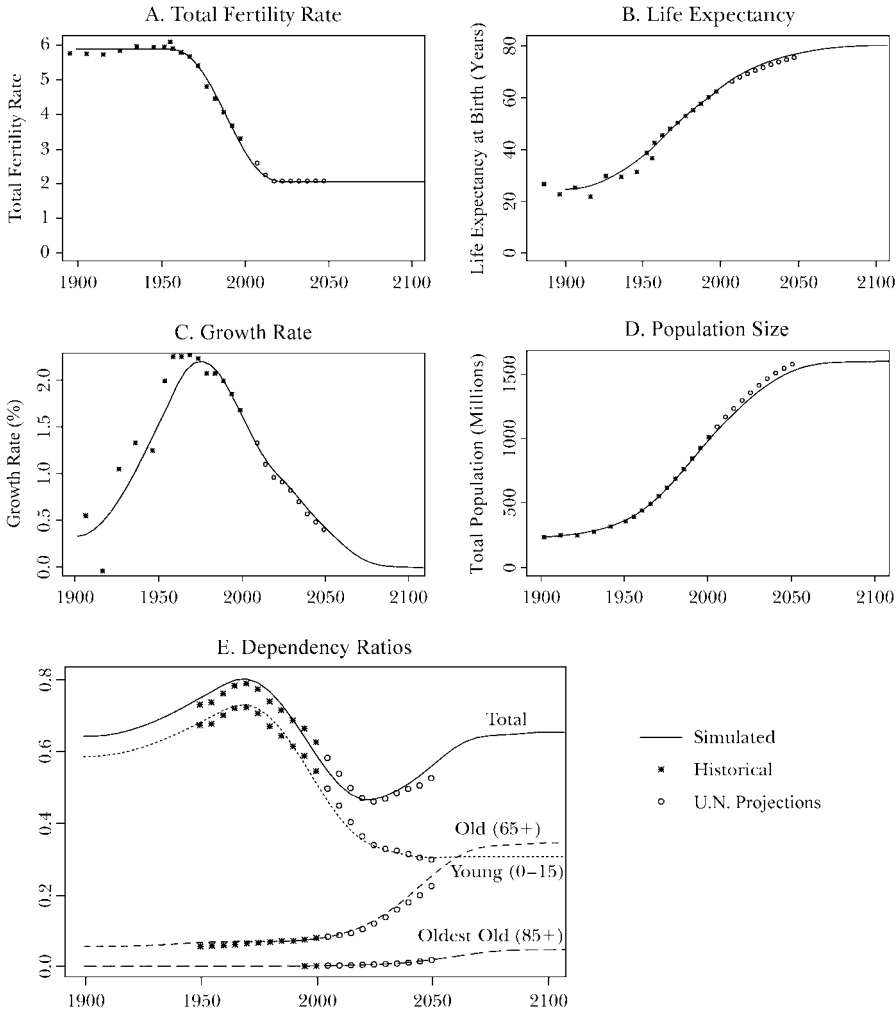 A. Total Fertility Rate
Total Fertility Rate
6
5
4
3
2
1
0
1900 1950 2000 2050 2100
B. Life Expectancy
Life Expectancy at Birth (Years)
80
60
40
20
0
1900 1950 2000 2050 2100
C. Growth Rate
Growth Rate (%)
2.0
1.5
1.0
0.5
0.0
1900 1950 2000 2050 2100
D. Population Size
Total Population (Millions)
1500
1000
500
0
1900 1950 2000 2050 2100
E. Dependency Ratios
0.8
0.6
0.4
0.2
0.0
Total
Old (65+)
Young (0–15)
Oldest Old (85+)
1900 1950 2000 2050 2100
Simulated
Historical
U.N. Projections